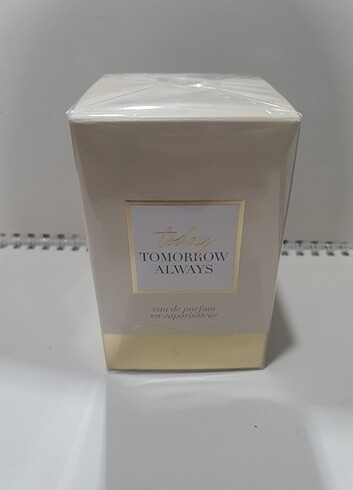 today
TOMORROW
ALWAYS
eau de parfum
en vaporisateur